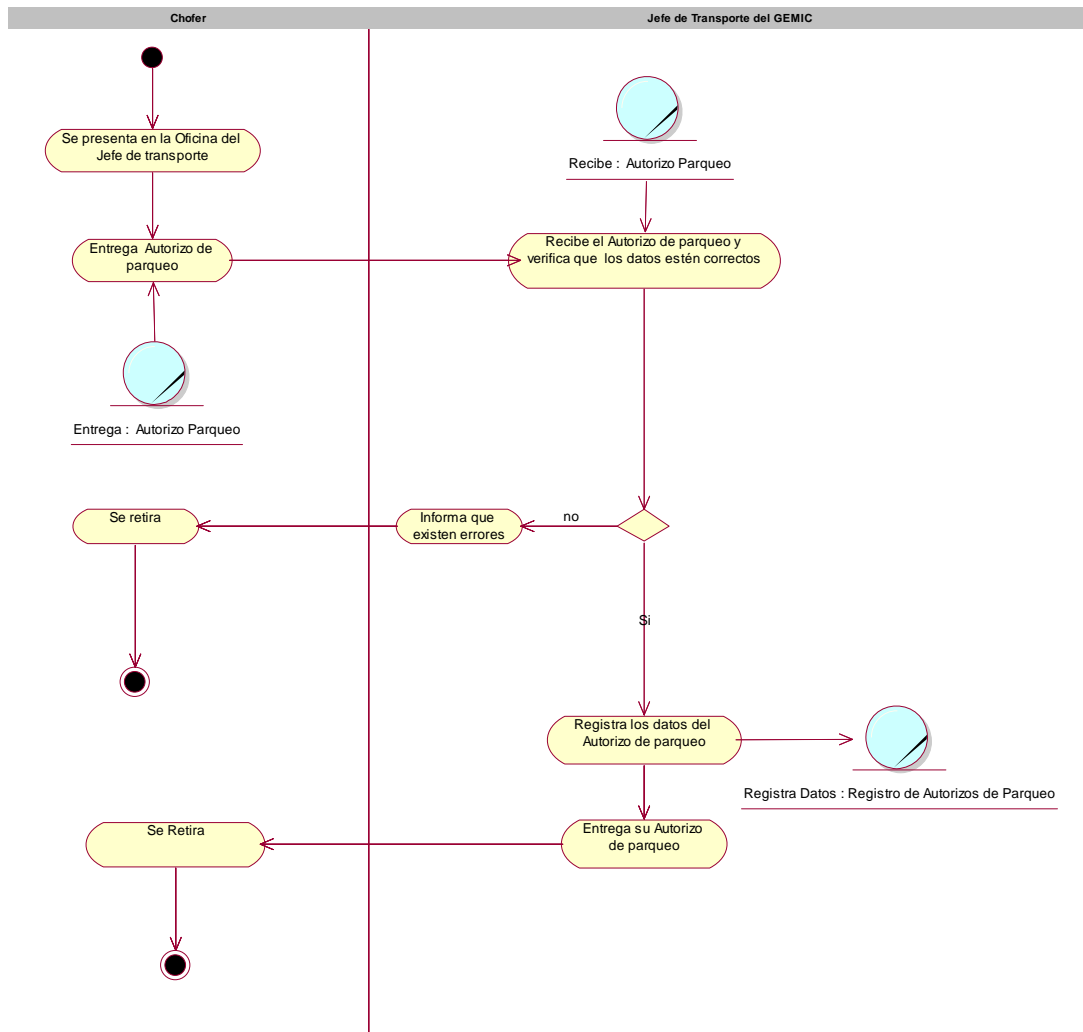 Chofer
Jefe de Transporte del GEMIC
Se presenta en la Oficina del
Jefe de transporte
Recibe : Autorizo Parqueo
Entrega Autorizo de
parqueo
Recibe el Autorizo de parqueo y
verifica que los datos estén correctos
Entrega : Autorizo Parqueo
Se retira
Informa que
existen errores
no
Si
Registra los datos del
Autorizo de parqueo
Registra Datos : Registro de Autorizos de Parqueo
Se Retira
Entrega su Autorizo
de parqueo